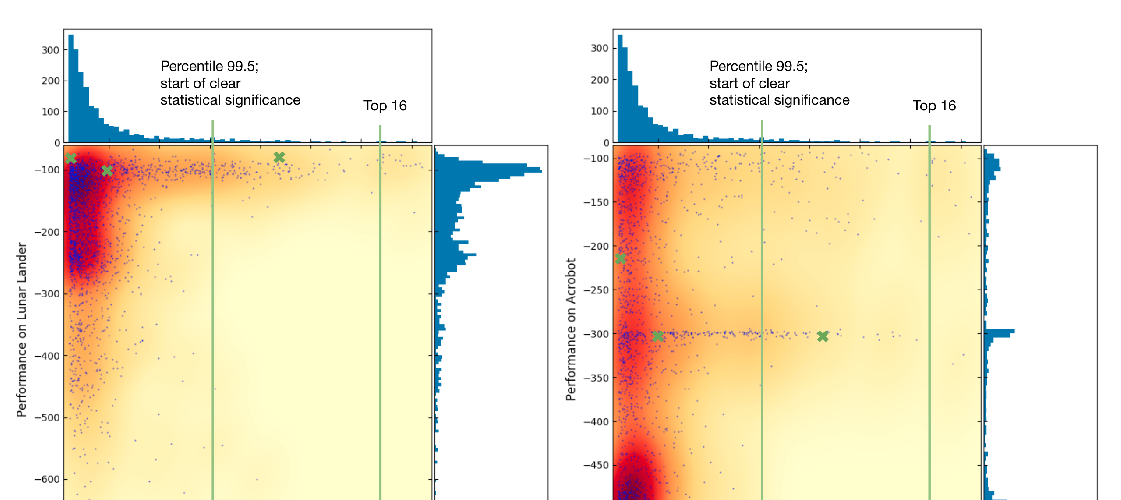 300
200
100
0
Percentile 99.5;
start of clear
statistical significance
Top 16
−100
−200
−300
−400
−500
−600
Performance on Lunar Lander
300
200
100
0
Percentile 99.5;
start of clear
statistical significance
Top 16
−100
−150
−200
−250
−300
−350
−400
−450
Performance on Acrobot